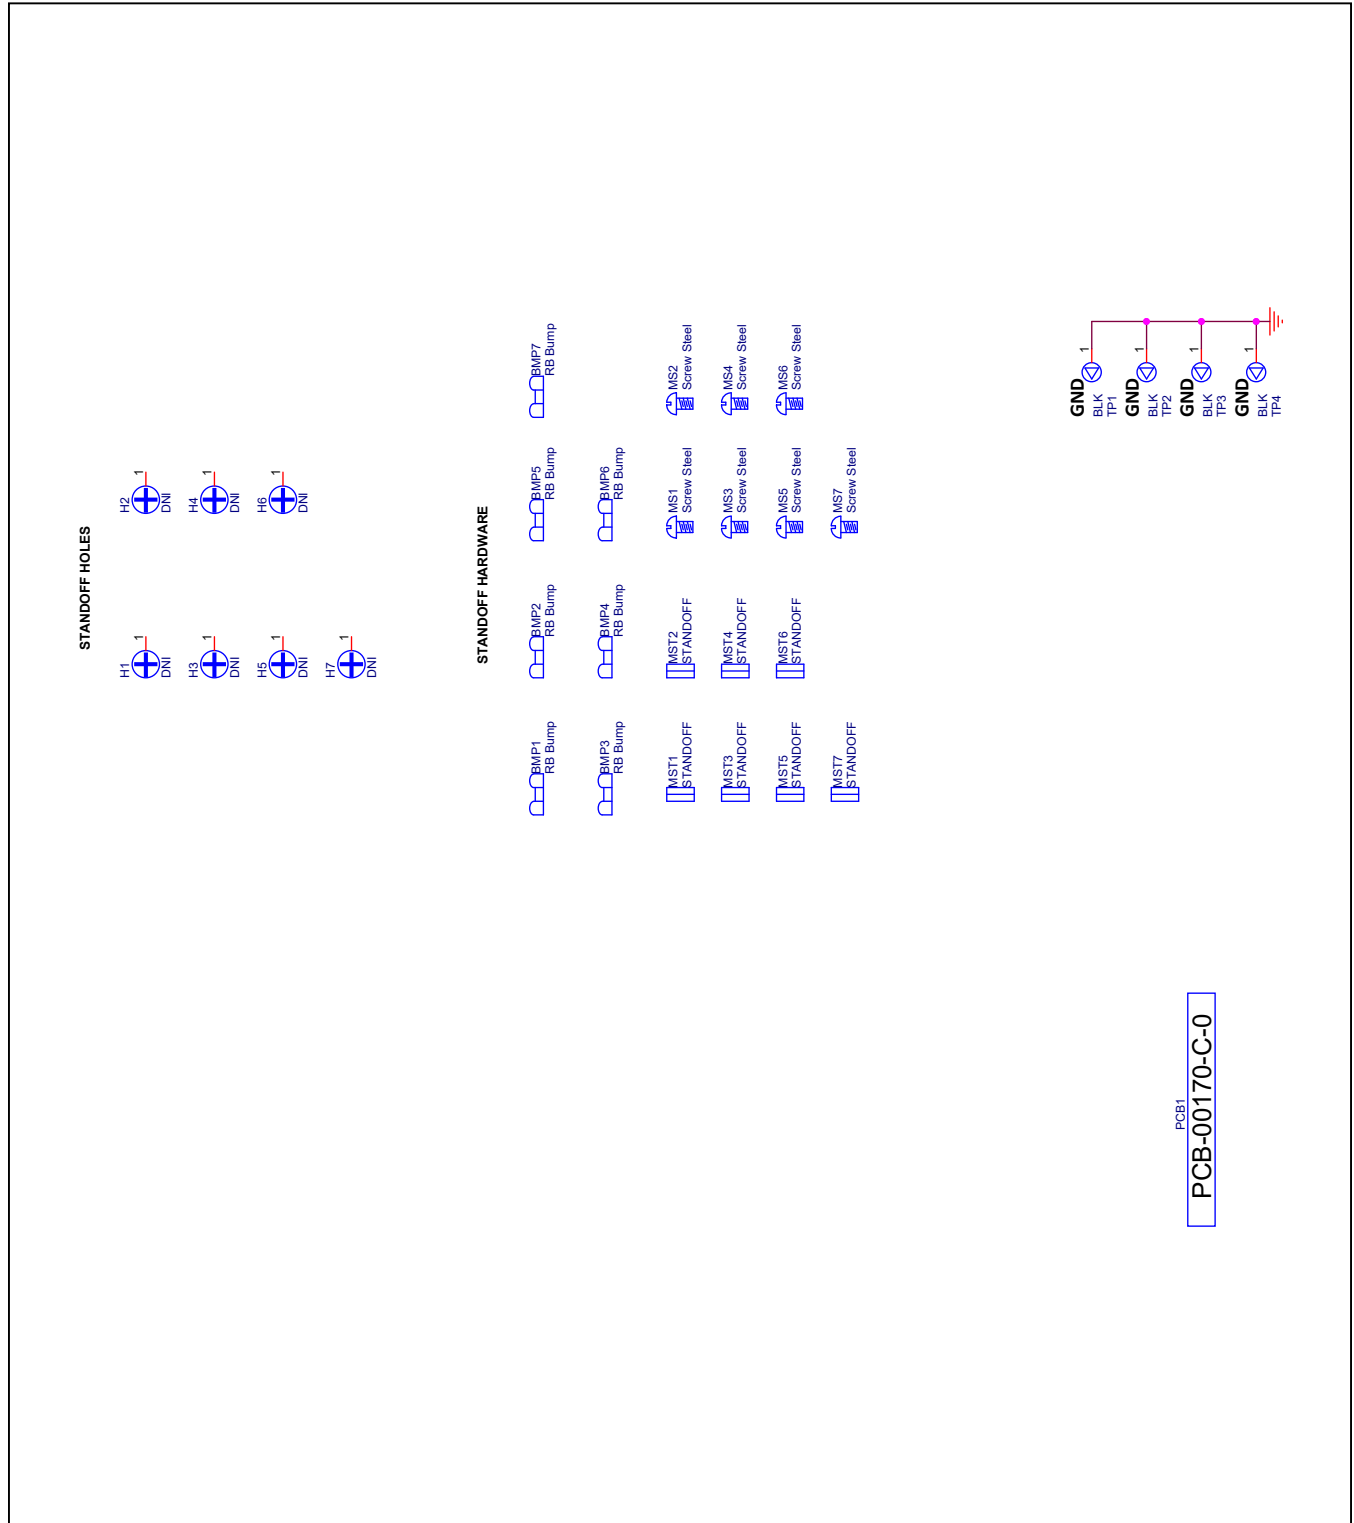 STANDOFF HOLES
H1
1
DNI
H2
1
DNI
H3
1
DNI
H4
1
DNI
H5
1
DNI
H6
1
DNI
H7
1
DNI
STANDOFF HARDWARE
BMP1
RB Bump
BMP2
RB Bump
BMP5
RB Bump
BMP7
RB Bump
BMP3
RB Bump
BMP4
RB Bump
BMP6
RB Bump
MST1
STANDOFF
MST2
STANDOFF
MS1
Screw Steel
MS2
Screw Steel
MST3
STANDOFF
MST4
STANDOFF
MS3
Screw Steel
MS4
Screw Steel
MST5
STANDOFF
MST6
STANDOFF
MS5
Screw Steel
MS6
Screw Steel
MST7
STANDOFF
MS7
Screw Steel
GND
1
BLK
TP1
GND
1
BLK
TP2
GND
1
BLK
TP3
GND
1
BLK
TP4
PCB1
PCB-00170-C-0